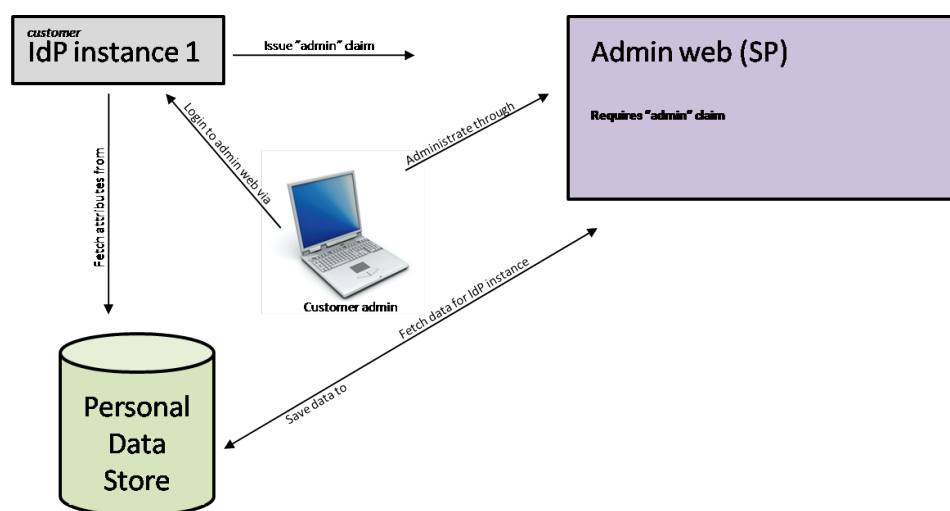 customer
IdP instance 1
Issue "admin" claim
Admin web (SP)
Requires "admin" claim
Login to admin web via
Administrate through
Fetch attributes from
Customer admin
Fetch data for IdP instance
Save data to
Personal
Data
Store